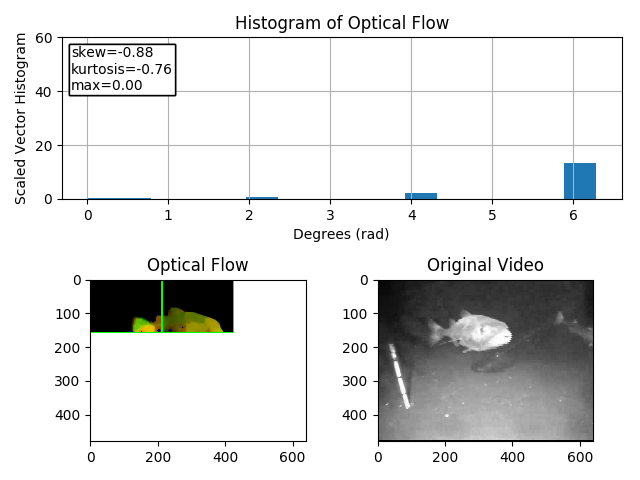 Histogram of Optical Flow
Scaled Vector Histogram
60
40
20
0
skew=-0.88
kurtosis=-0.76
max=0.00
0 1 2 3 4 5 6
Degrees (rad)
Optical Flow
0
100
200
300
400
0 200 400 600
Original Video
0
100
200
300
400
0 200 400 600